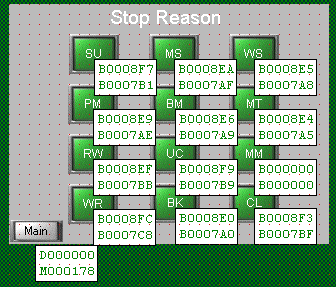 Stop Reason
SU MS WS
B0008F7 B0008EA B0008E5
B0007B1 B0007AF B0007A8
PM BM MT
B0008E9 B0008E6 B0008E4
B0007AE B0007A9 B0007A5
RW UC MM
B0008EF B0008F9 B000000
B0007BB B0007B9 B000000
WR BK CL
B0008FC B0008E0 B0008F3
B0007C8 B0007A0 B0007BF
Main
D000000
M000178